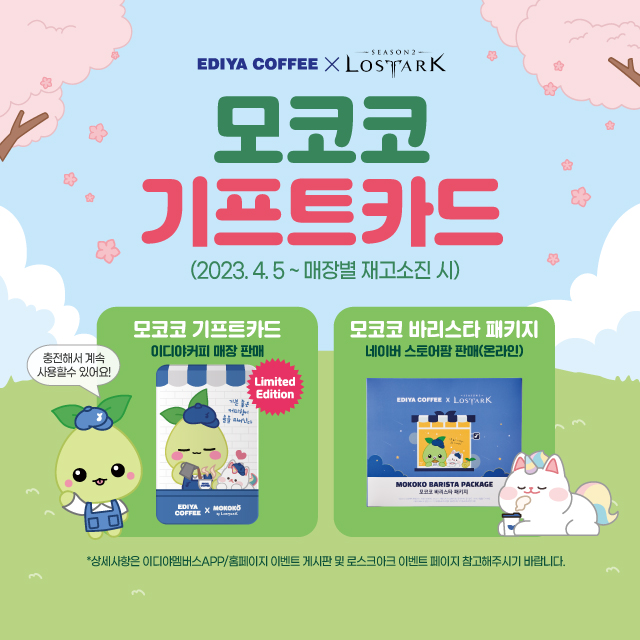 EDIYA COFFEE × SEASON2 LOSTARK
모코코
기프트카드
(2023. 4. 5 ~ 매장별 재고소진 시)
모코코 기프트카드
이디야커피 매장 판매
충전해서 계속
사용할수 있어요!
Limited
Edition
EDIYA COFFEE × MOKOKO
by LOSTARK
모코코 바리스타 패키지
네이버 스토어팜 판매(온라인)
EDIYA COFFEE × LOSTARK
MOKOKO BARISTA PACKAGE
모코코 바리스타 패키지
*상세사항은 이디야멤버스APP/홈페이지 이벤트 게시판 및 로스크아크 이벤트 페이지 참고해주시기 바랍니다.